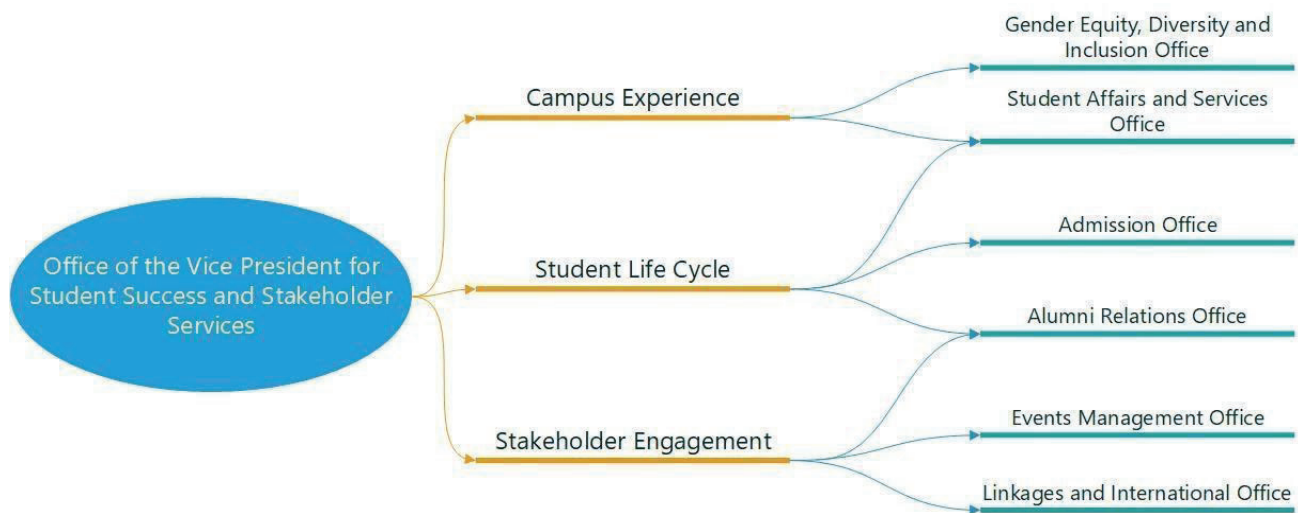 Office of the Vice President for
Student Success and Stakeholder
Services
Campus Experience
Student Life Cycle
Stakeholder Engagement
Gender Equity, Diversity and
Inclusion Office
Student Affairs and Services
Office
Admission Office
Alumni Relations Office
Events Management Office
Linkages and International Office